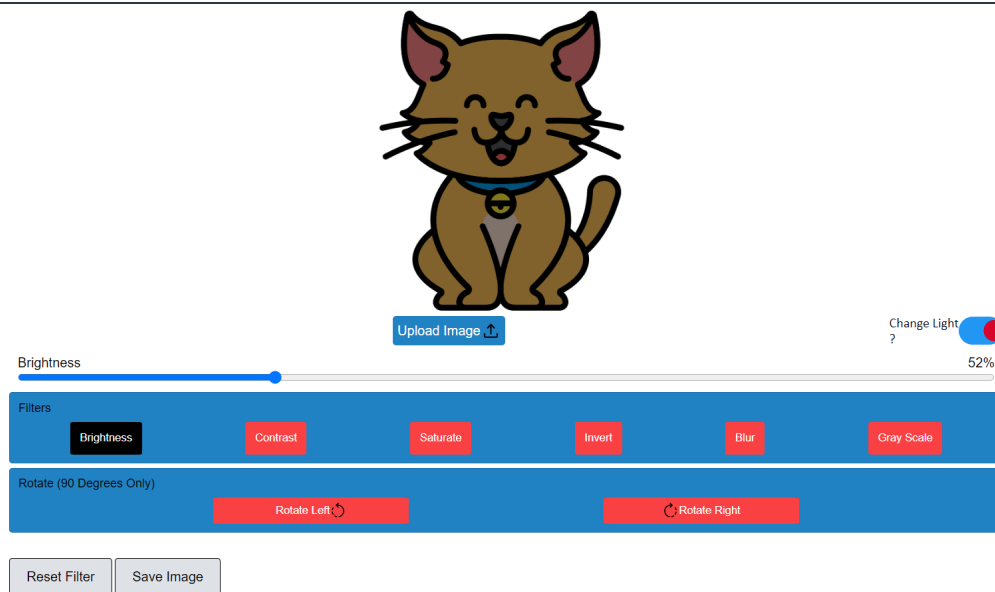 Upload Image
Change Light
?
Brightness
52%
Filters
Brightness Contrast Saturate Invert Blur Gray Scale
Rotate (90 Degrees Only)
Rotate Left Rotate Right
Reset Filter Save Image